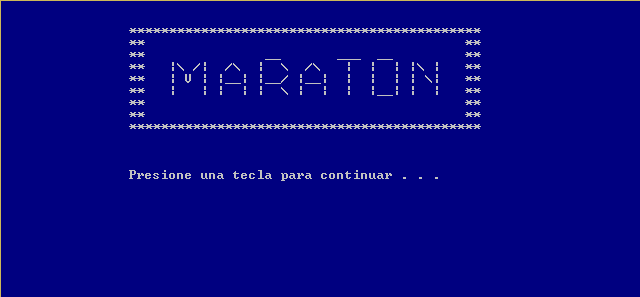 MARATON
Presione una tecla para continuar . . .